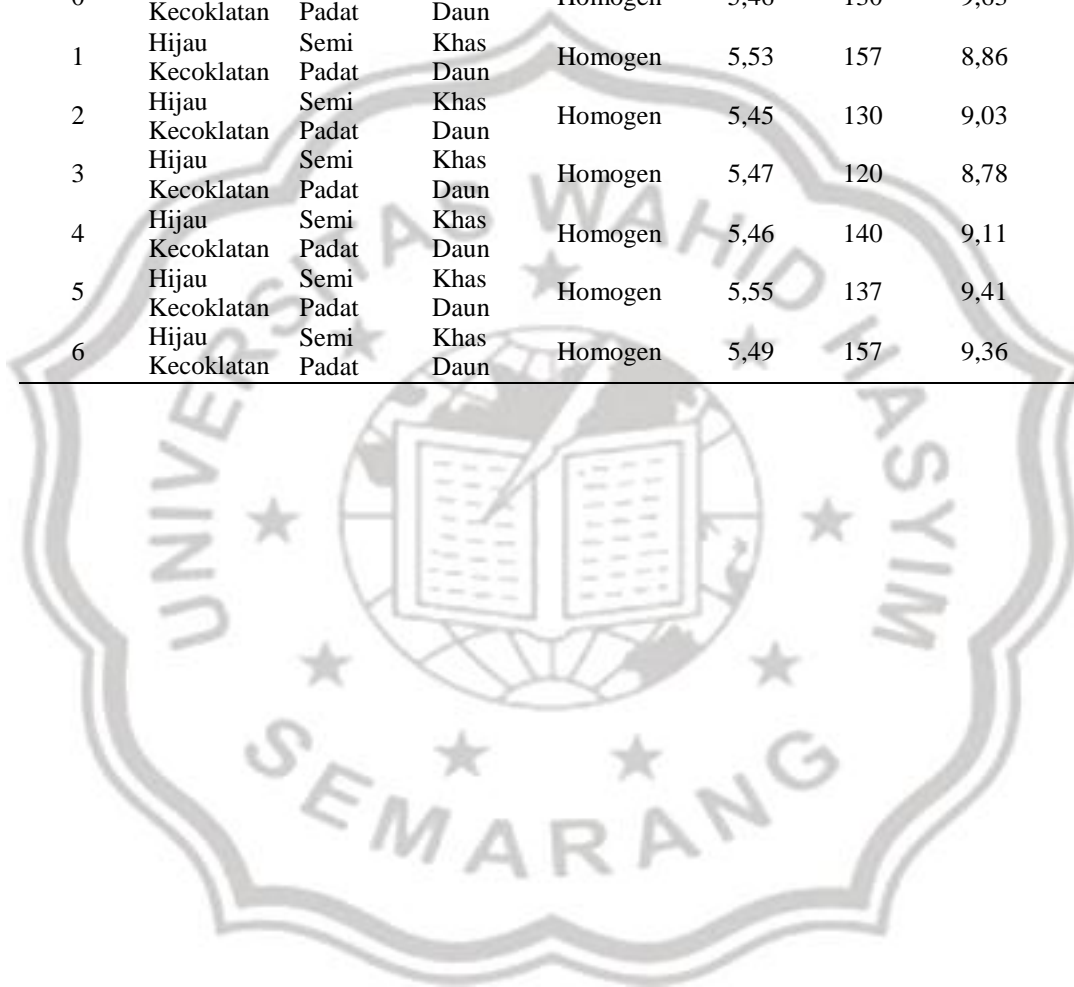 Kecoklatan Padat Daun Homogen
Hijau Semi Khas
1 Homogen 5,53 157 8,86
Kecoklatan Padat Daun
Hijau Semi Khas
2 Homogen 5,45 130 9,03
Kecoklatan Padat Daun
Hijau Semi Khas
3 Homogen 5,47 120 8,78
Kecoklatan Padat Daun
Hijau Semi Khas
4 Homogen 5,46 140 9,11
Kecoklatan Padat Daun
Hijau Semi Khas
5 Homogen 5,55 137 9,41
Kecoklatan Padat Daun
Hijau Semi Khas
6 Homogen 5,49 157 9,36
Kecoklatan Padat Daun
UNIVERSITAS WAHID HASYIM
SEMARANG